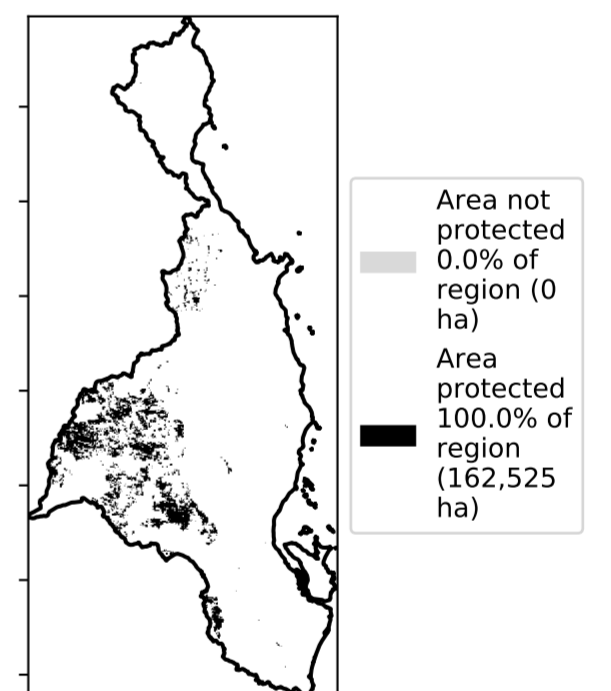 Area not
protected
0.0% of
region (0
ha)
Area
protected
100.0% of
region
(162,525
ha)